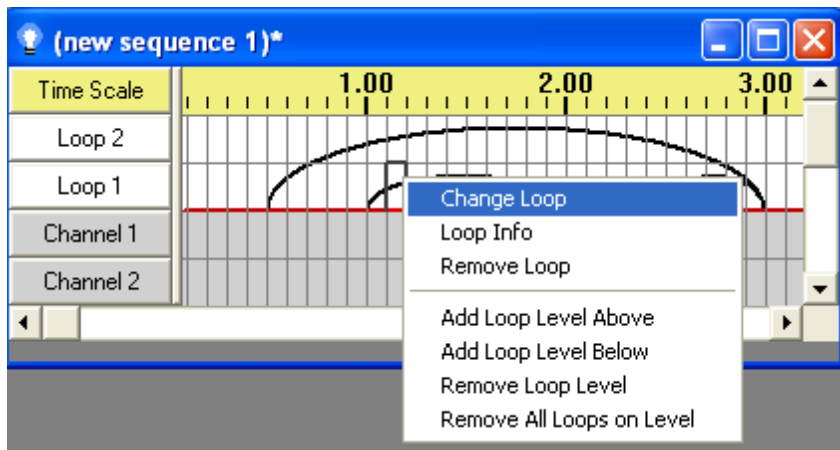 (new sequence 1)*
Time Scale
1.00 2.00 3.00
Loop 2
Loop 1
Channel 1
Channel 2
Change Loop
Loop Info
Remove Loop
Add Loop Level Above
Add Loop Level Below
Remove Loop Level
Remove All Loops on Level